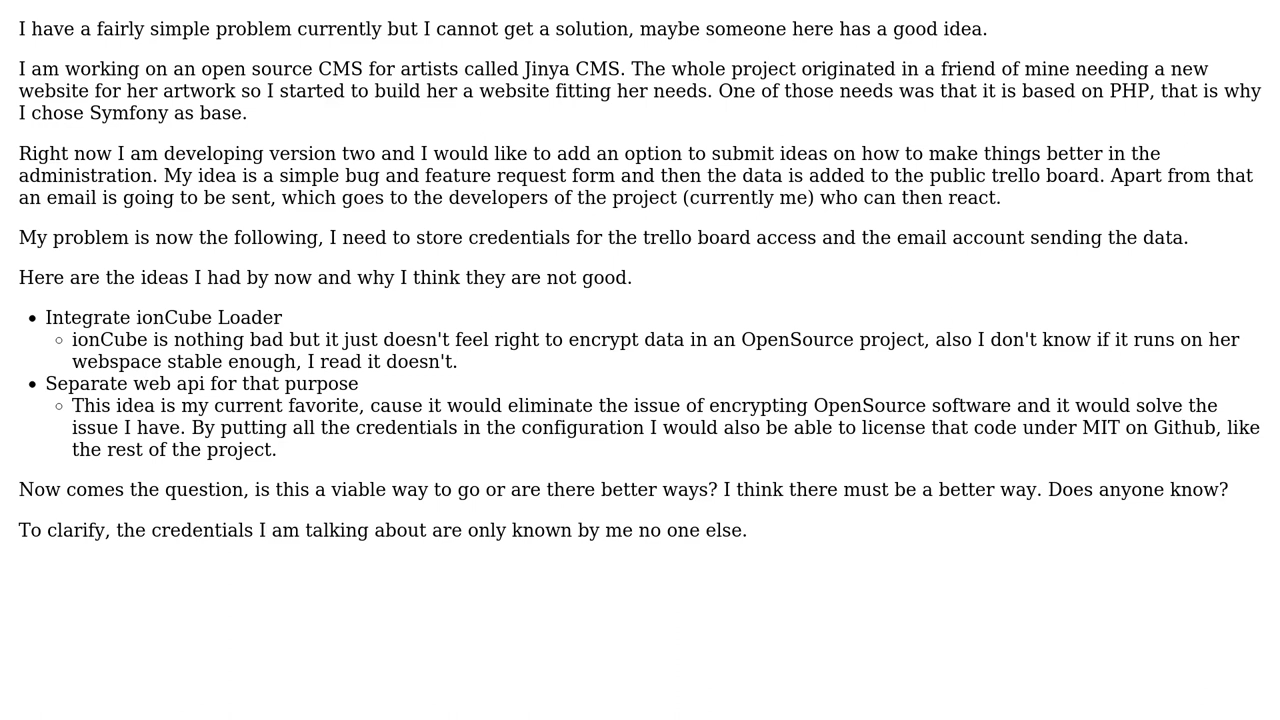 I have a fairly simple problem currently but I cannot get a solution, maybe someone here has a good idea.
I am working on an open source CMS for artists called Jinya CMS. The whole project originated in a friend of mine needing a new
website for her artwork so I started to build her a website fitting her needs. One of those needs was that it is based on PHP, that is why
I chose Symfony as base.
Right now I am developing version two and I would like to add an option to submit ideas on how to make things better in the
administration. My idea is a simple bug and feature request form and then the data is added to the public trello board. Apart from that
an email is going to be sent, which goes to the developers of the project (currently me) who can then react.
My problem is now the following, I need to store credentials for the trello board access and the email account sending the data.
Here are the ideas I had by now and why I think they are not good.
• Integrate ionCube Loader
◦ ionCube is nothing bad but it just doesn't feel right to encrypt data in an OpenSource project, also I don't know if it runs on her
webspace stable enough, I read it doesn't.
• Separate web api for that purpose
◦ This idea is my current favorite, cause it would eliminate the issue of encrypting OpenSource software and it would solve the
issue I have. By putting all the credentials in the configuration I would also be able to license that code under MIT on Github, like
the rest of the project.
Now comes the question, is this a viable way to go or are there better ways? I think there must be a better way. Does anyone know?
To clarify, the credentials I am talking about are only known by me no one else.